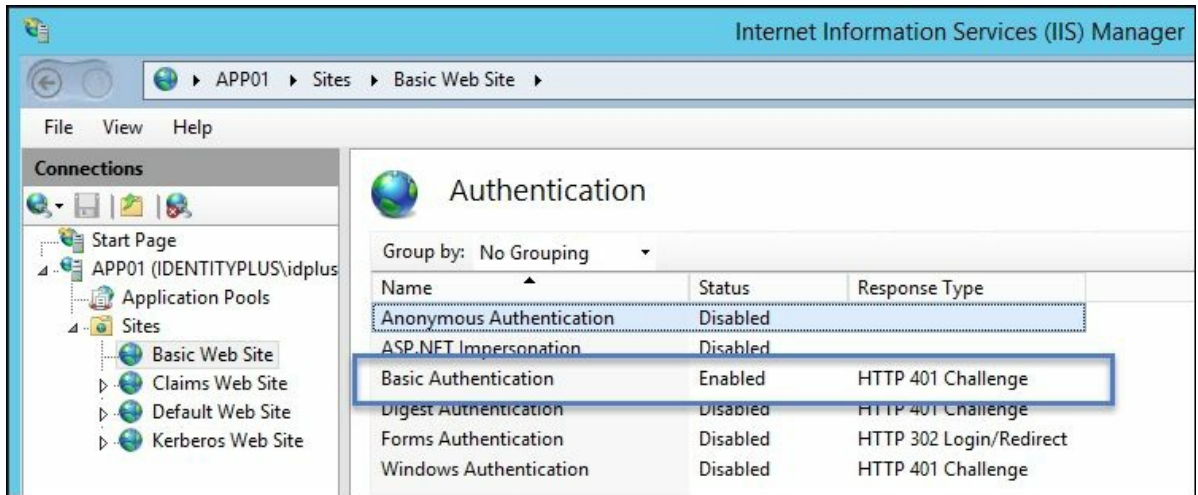 Internet Information Services (IIS) Manager
APP01 Sites Basic Web Site
File View Help
Connections
Start Page
APP01 (IDENTITYPLUS\idplus
Application Pools
Sites
Basic Web Site
Claims Web Site
Default Web Site
Kerberos Web Site
Authentication
Group by: No Grouping
Name Status Response Type
Anonymous Authentication Disabled
ASP.NET Impersonation Disabled
Basic Authentication Enabled HTTP 401 Challenge
Digest Authentication Disabled HTTP 401 Challenge
Forms Authentication Disabled HTTP 302 Login/Redirect
Windows Authentication Disabled HTTP 401 Challenge